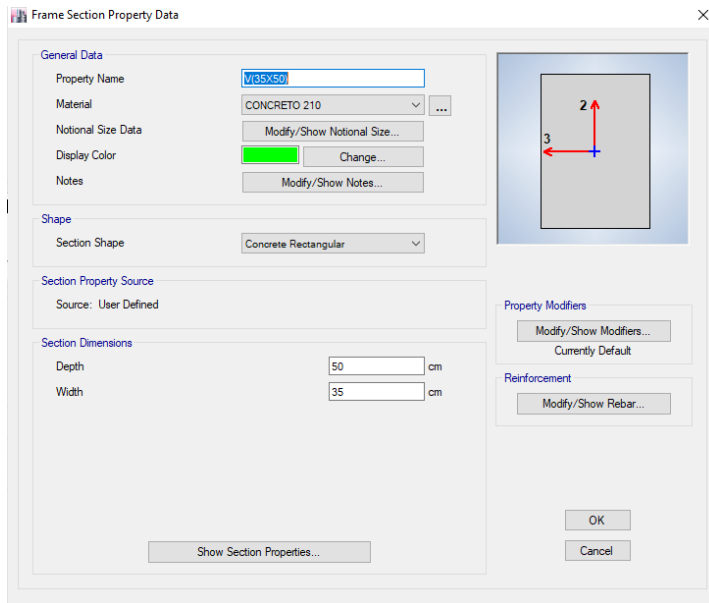 Frame Section Property Data
General Data
Property Name V(35X50)
Material CONCRETO 210 ...
Notional Size Data Modify/Show Notional Size...
Display Color Change...
Notes Modify/Show Notes...
2
3
Shape
Section Shape Concrete Rectangular
Section Property Source
Source: User Defined
Property Modifiers
Modify/Show Modifiers...
Currently Default
Section Dimensions
Depth 50 cm
Width 35 cm
Reinforcement
Modify/Show Rebar...
Show Section Properties...
OK
Cancel